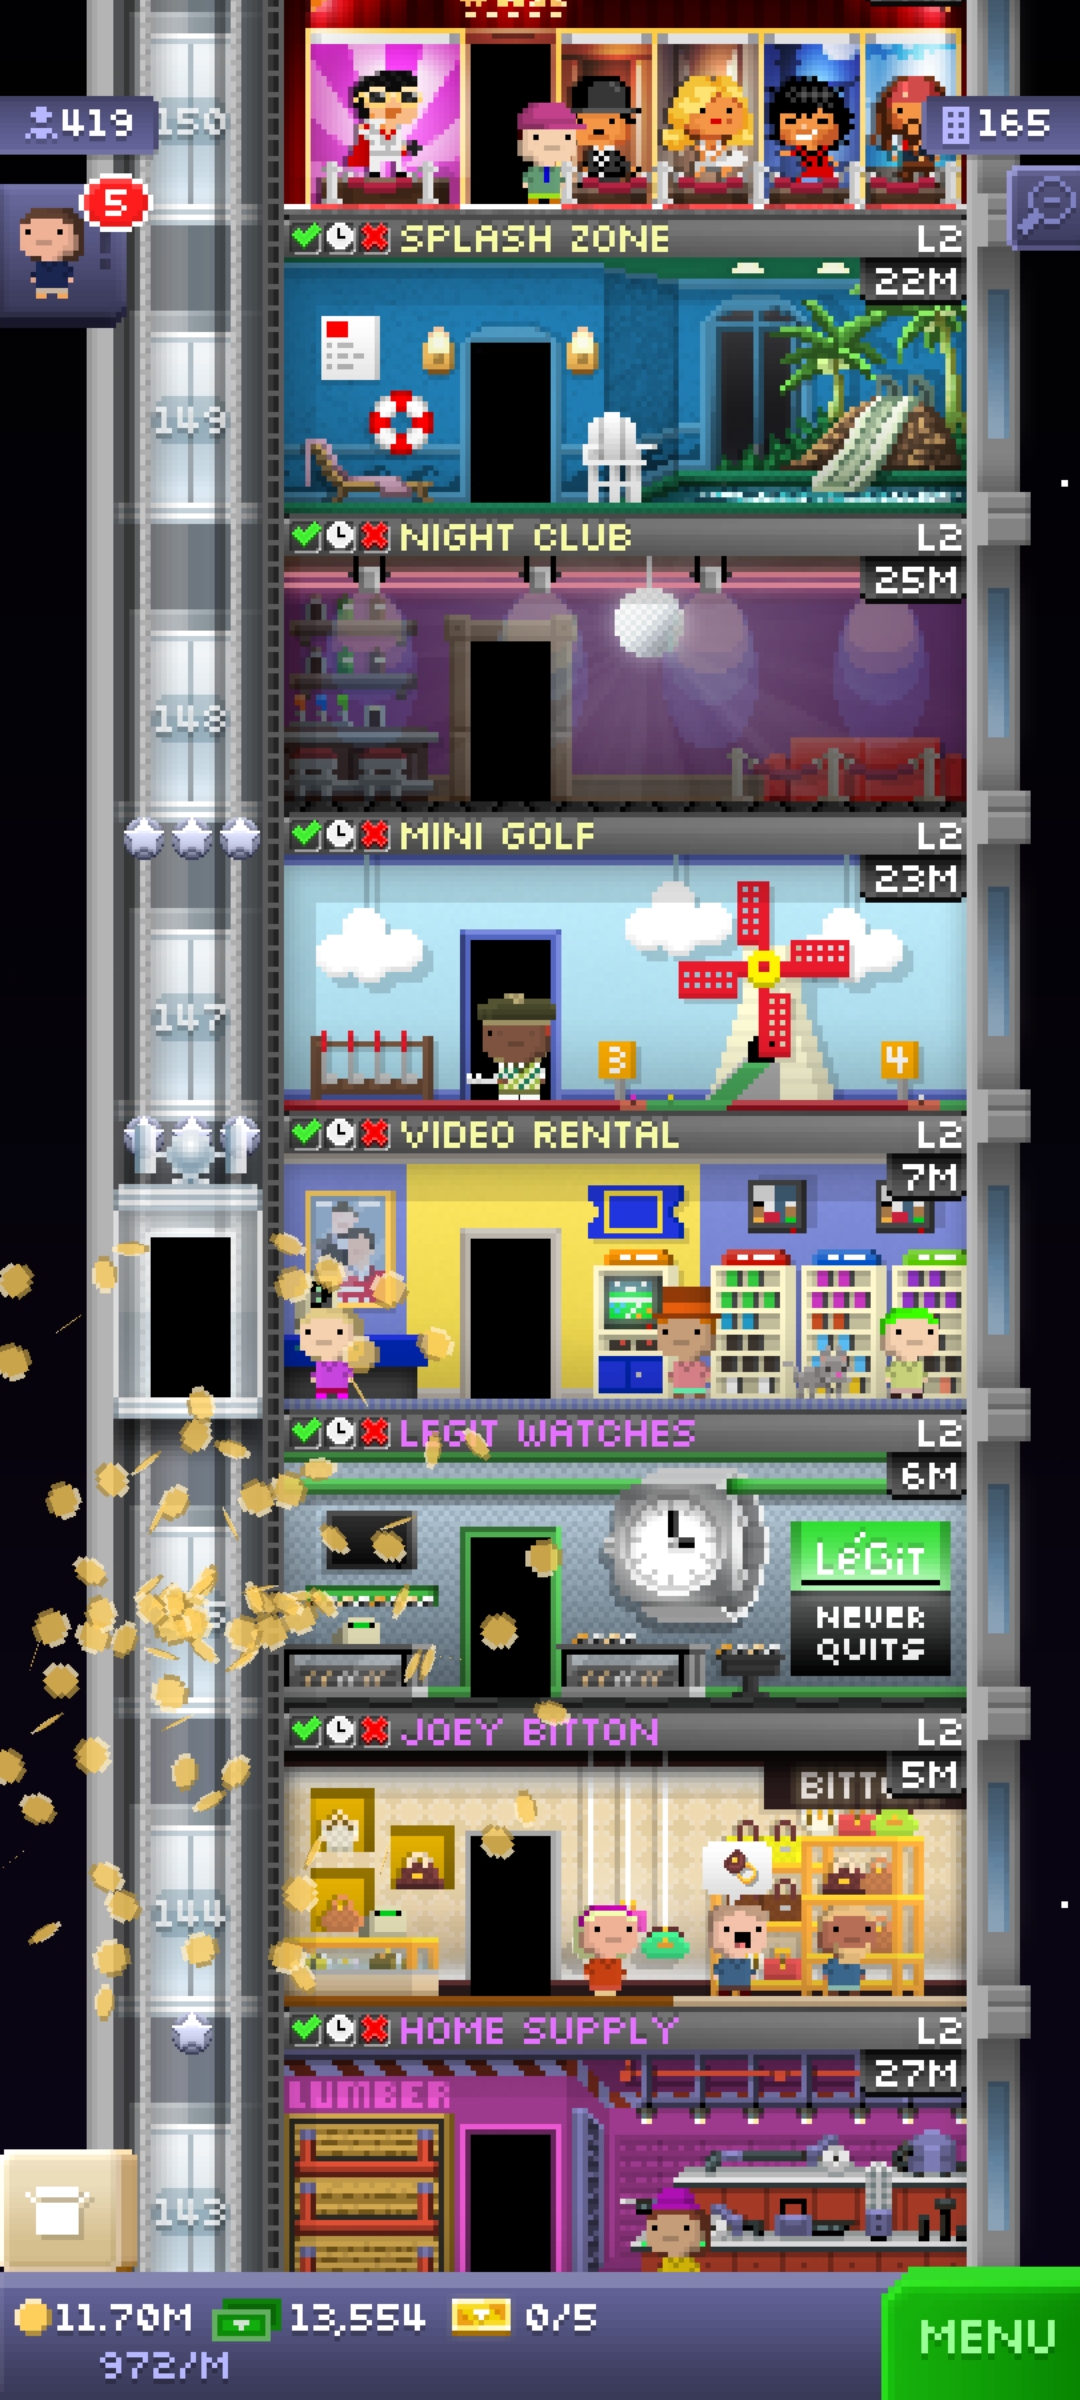 419
150
165
5
SPLASH ZONE L2
22M
149
NIGHT CLUB L2
25M
148
MINI GOLF L2
23M
147
3
4
VIDEO RENTAL L2
7M
LEGIT WATCHES L2
6M
LéGiT
NEVER
QUITS
JOEY BITTON L2
5M
144
HOME SUPPLY L2
27M
LUMBER
143
11.70M 13,554 0/5
972/M
MENU